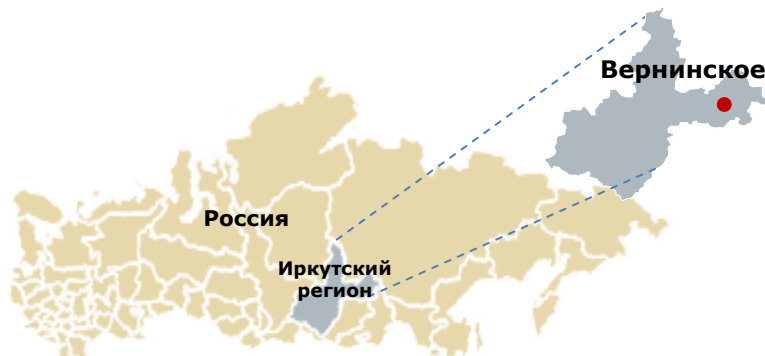 Вернинское
Россия
Иркутский
регион